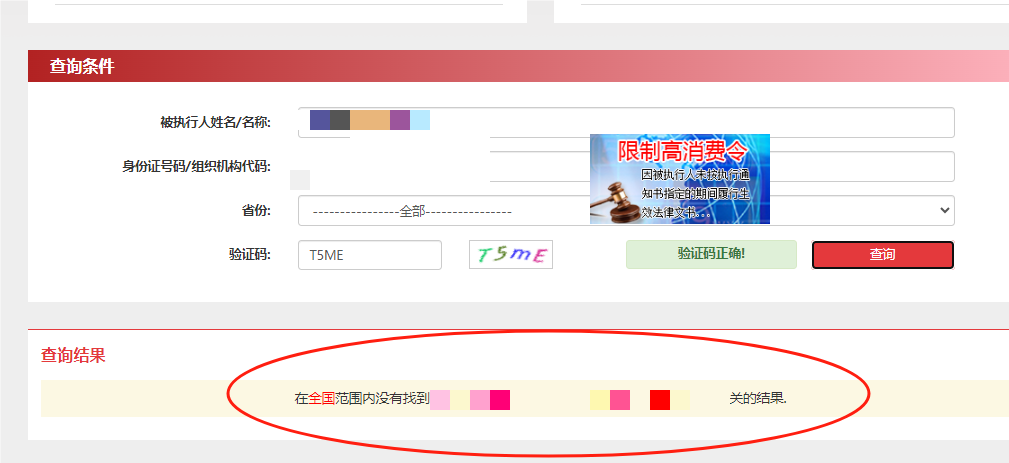 查询条件
被执行人姓名/名称:
身份证号码/组织机构代码:
限制高消费令
因被执行人未按执行通
知书指定的期间履行生
效法律文书...
省份:
----------------全部----------------
验证码:
T5ME
T5mE
验证码正确!
查询
查询结果
在全国范围内没有找到
关的结果.